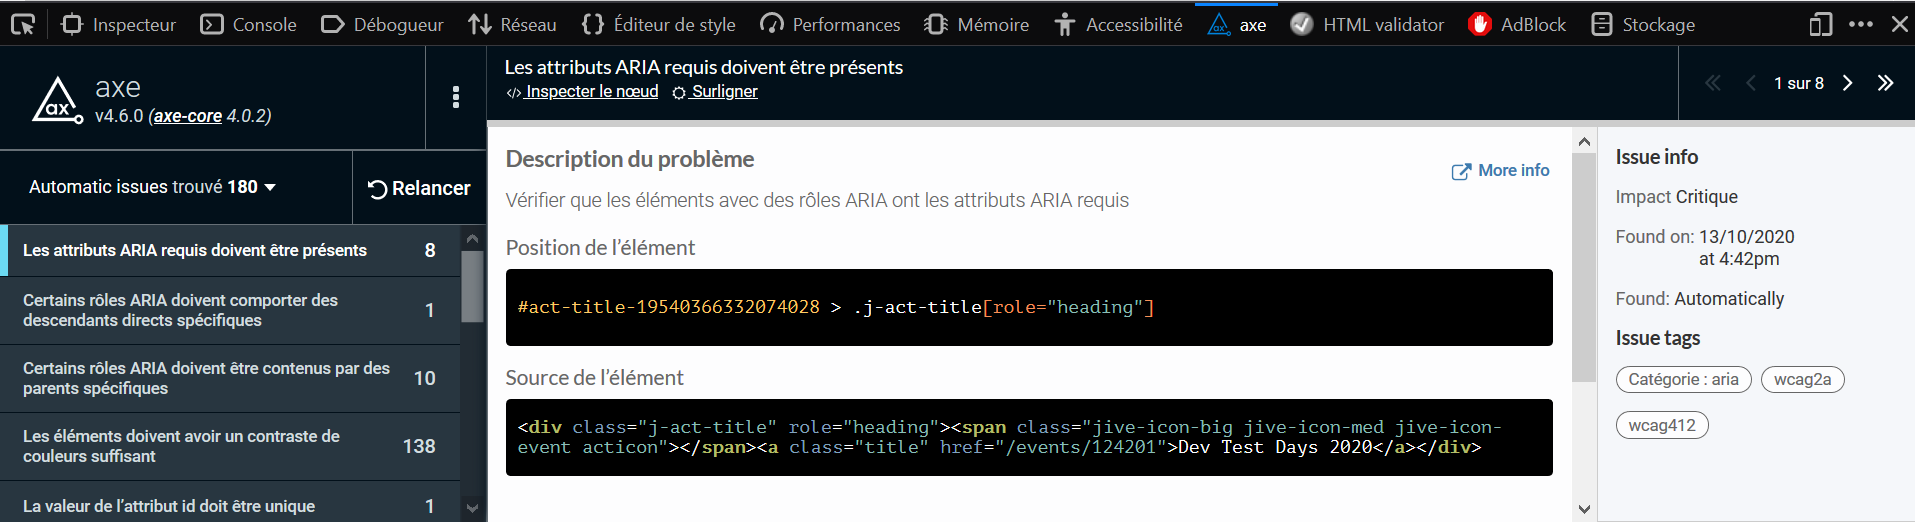 Inspecteur Console Débogueur Réseau Éditeur de style Performances Mémoire Accessibilité axe HTML validator AdBlock Stockage
axe
v4.6.0 (axe-core 4.0.2)
Les attributs ARIA requis doivent être présents
Inspecter le nœud Surligner
1 sur 8
Automatic issues trouvé 180
Relancer
Les attributs ARIA requis doivent être présents 8
Certains rôles ARIA doivent comporter des
descendants directs spécifiques 1
Certains rôles ARIA doivent être contenus par des
parents spécifiques 10
Les éléments doivent avoir un contraste de
couleurs suffisant 138
La valeur de l’attribut id doit être unique 1
Description du problème
More info
Vérifier que les éléments avec des rôles ARIA ont les attributs ARIA requis
Position de l’élément
#act-title-19540366332074028 > .j-act-title[role="heading"]
Source de l’élément
<div class="j-act-title" role="heading"><span class="jive-icon-big jive-icon-med jive-icon-
event acticon"></span><a class="title" href="/events/124201">Dev Test Days 2020</a></div>
Issue info
Impact Critique
Found on: 13/10/2020
at 4:42pm
Found: Automatically
Issue tags
Catégorie : aria wcag2a
wcag412